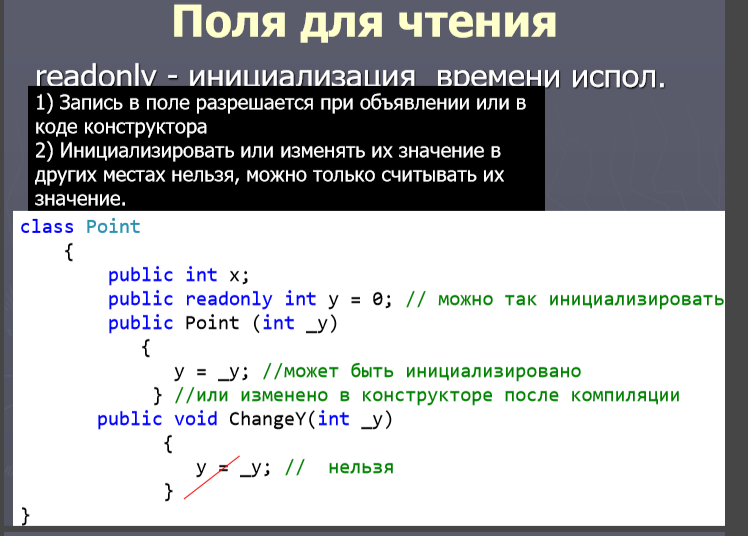 Поля для чтения
readonly - инициализация времени испол.
1) Запись в поле разрешается при объявлении или в
коде конструктора
2) Инициализировать или изменять их значение в
других местах нельзя, можно только считывать их
значение.
class Point
{
public int x;
public readonly int y = 0; // можно так инициализировать
public Point (int _y)
{
y = _y; //может быть инициализировано
} //или изменено в конструкторе после компиляции
public void ChangeY(int _y)
{
y = _y; // нельзя
}
}